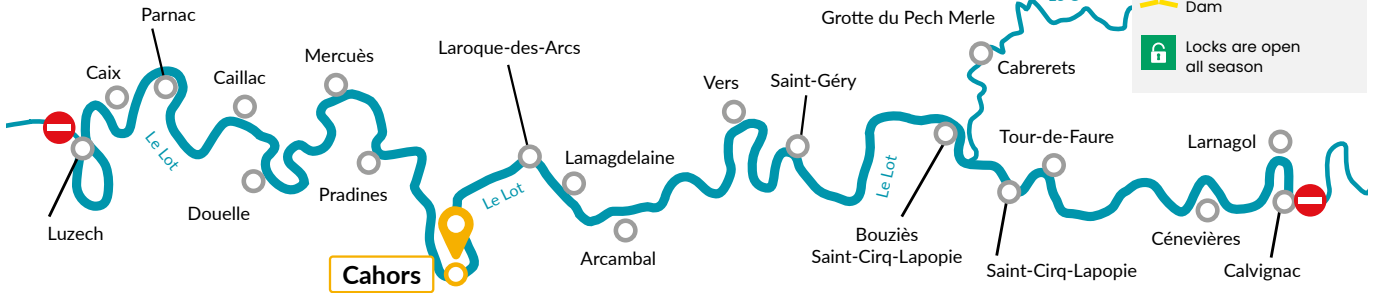 Parnac
Grotte du Pech Merle
Dam
Laroque-des-Arcs
Locks are open
all season
Mercuès
Caix
Caillac
Cabrerets
Vers
Saint-Géry
Le Lot
Tour-de-Faure
Larnagol
Lamagdelaine
Le Lot
Le Lot
Pradines
Douelle
Luzech
Bouziès
Saint-Cirq-Lapopie
Cénevières
Arcambal
Saint-Cirq-Lapopie
Calvignac
Cahors